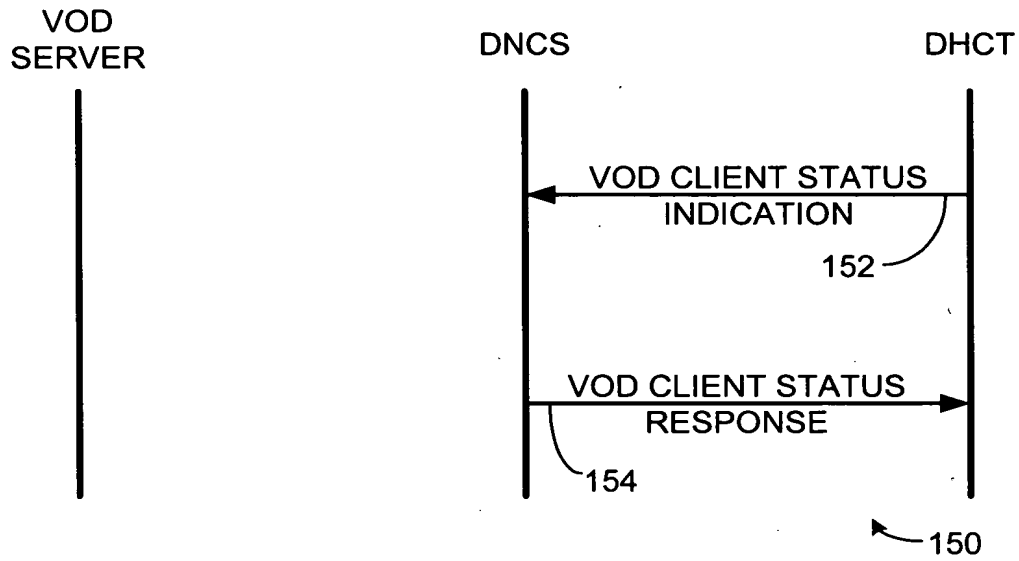 VOD
SERVER
DNCS
DHCT
VOD CLIENT STATUS
INDICATION
152
VOD CLIENT STATUS
RESPONSE
154
150